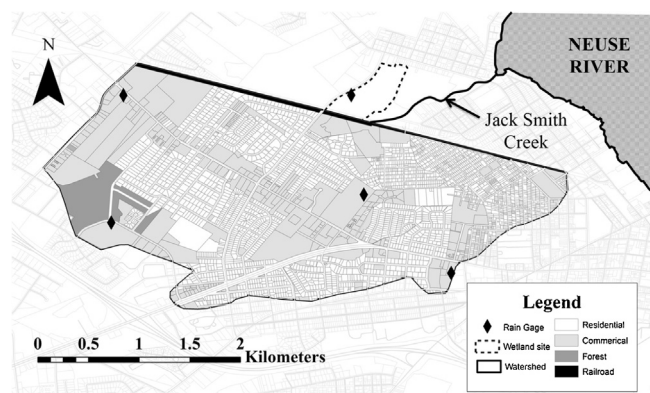 N
NEUSE
RIVER
Jack Smith
Creek
0 0.5 1 1.5 2
Kilometers
Legend
Rain Gage
Wetland site
Watershed
Residential
Commerical
Forest
Railroad